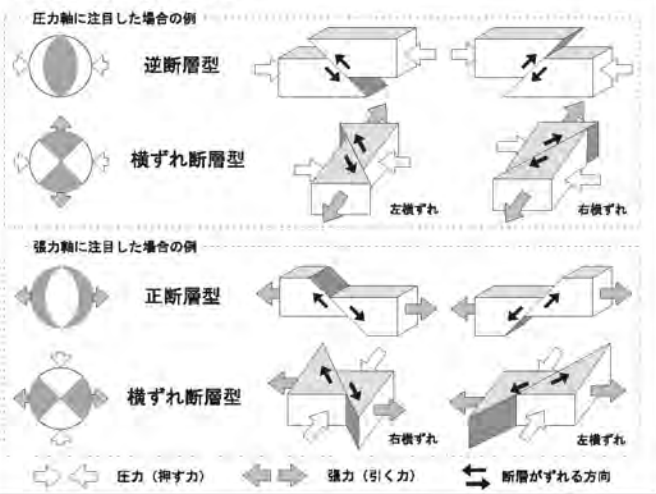 圧力軸に注目した場合の例
逆断層型
横ずれ断層型
左横ずれ
右横ずれ
張力軸に注目した場合の例
正断層型
横ずれ断層型
右横ずれ
左横ずれ
圧力（押す力）
張力（引く力）
断層がずれる方向